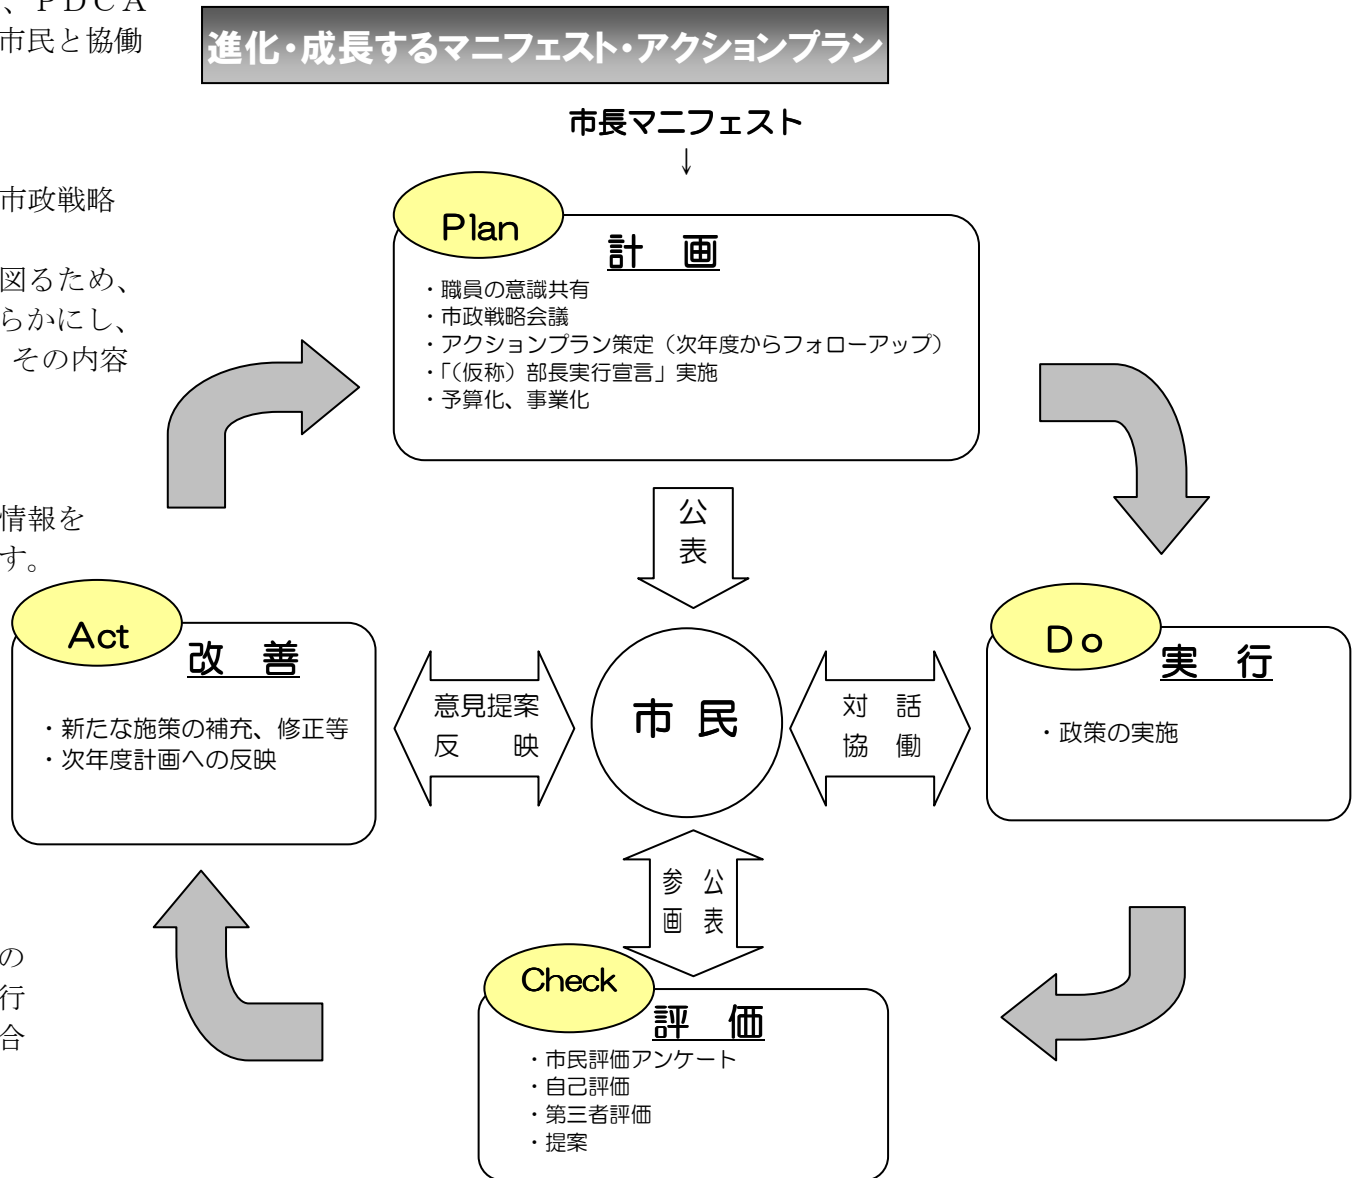 、ＰＤＣＡ
市民と協働
進化・成長するマニフェスト・アクションプラン
市長マニフェスト
↓
市政戦略
図るため、
らかにし、
その内容
情報を
す。
の
行
合
Plan
計　画
・職員の意識共有
・市政戦略会議
・アクションプラン策定（次年度からフォローアップ）
・「（仮称）部長実行宣言」実施
・予算化、事業化
公
表
Act
改　善
・新たな施策の補充、修正等
・次年度計画への反映
意見提案
反　映
市 民
対　話
協　働
Ｄｏ
実　行
・政策の実施
参　公
画　表
Check
評　価
・市民評価アンケート
・自己評価
・第三者評価
・提案